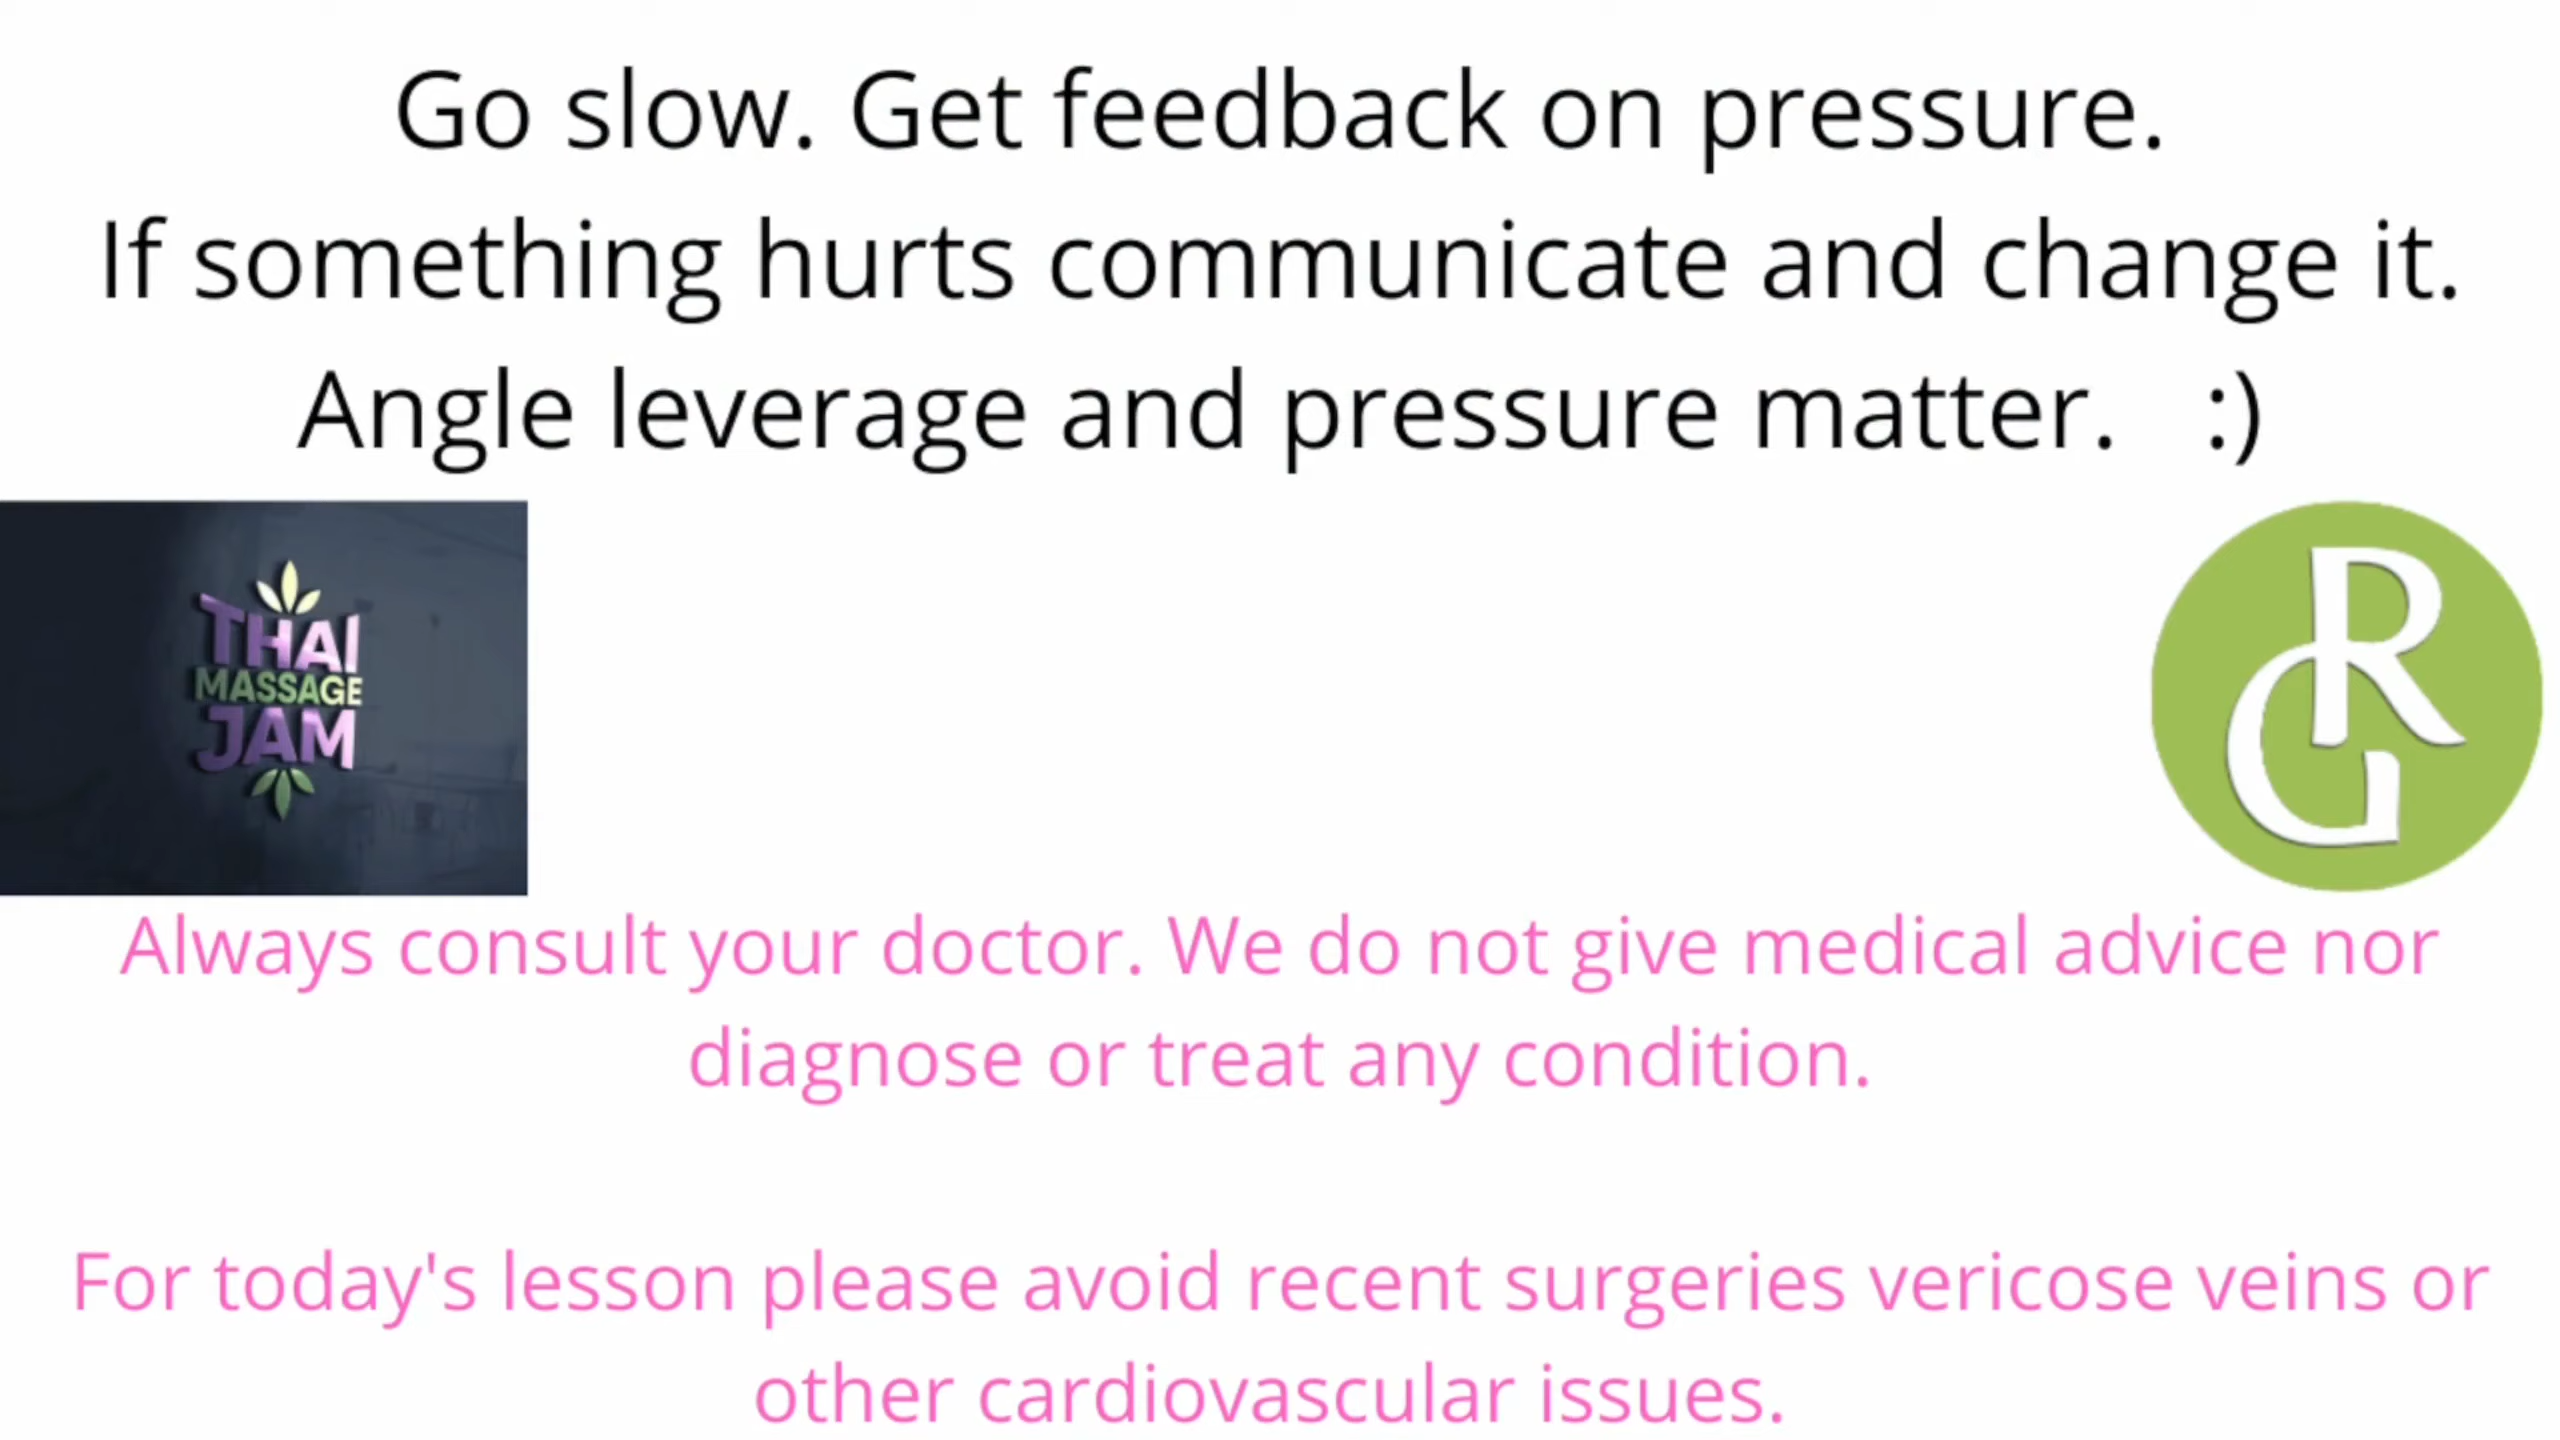 Go slow. Get feedback on pressure.
If something hurts communicate and change it.
Angle leverage and pressure matter. :)
THAI
MASSAGE
JAM
RG
Always consult your doctor. We do not give medical advice nor
diagnose or treat any condition.
For today's lesson please avoid recent surgeries vericose veins or
other cardiovascular issues.